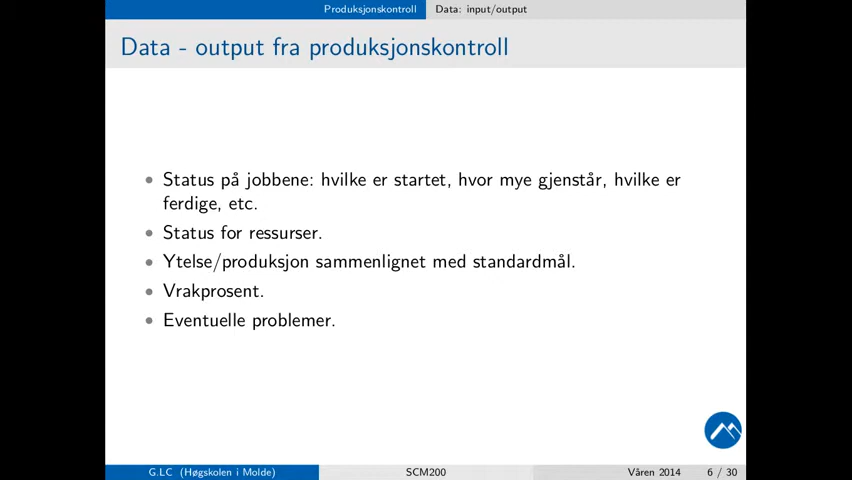 Produksjonskontroll Data: input/output
Data - output fra produksjonskontroll
• Status på jobbene: hvilke er startet, hvor mye gjenstår, hvilke er
ferdige, etc.
• Status for ressurser.
• Ytelse/produksjon sammenlignet med standardmål.
• Vrakprosent.
• Eventuelle problemer.
G.LC (Høgskolen i Molde) SCM200 Våren 2014 6 / 30